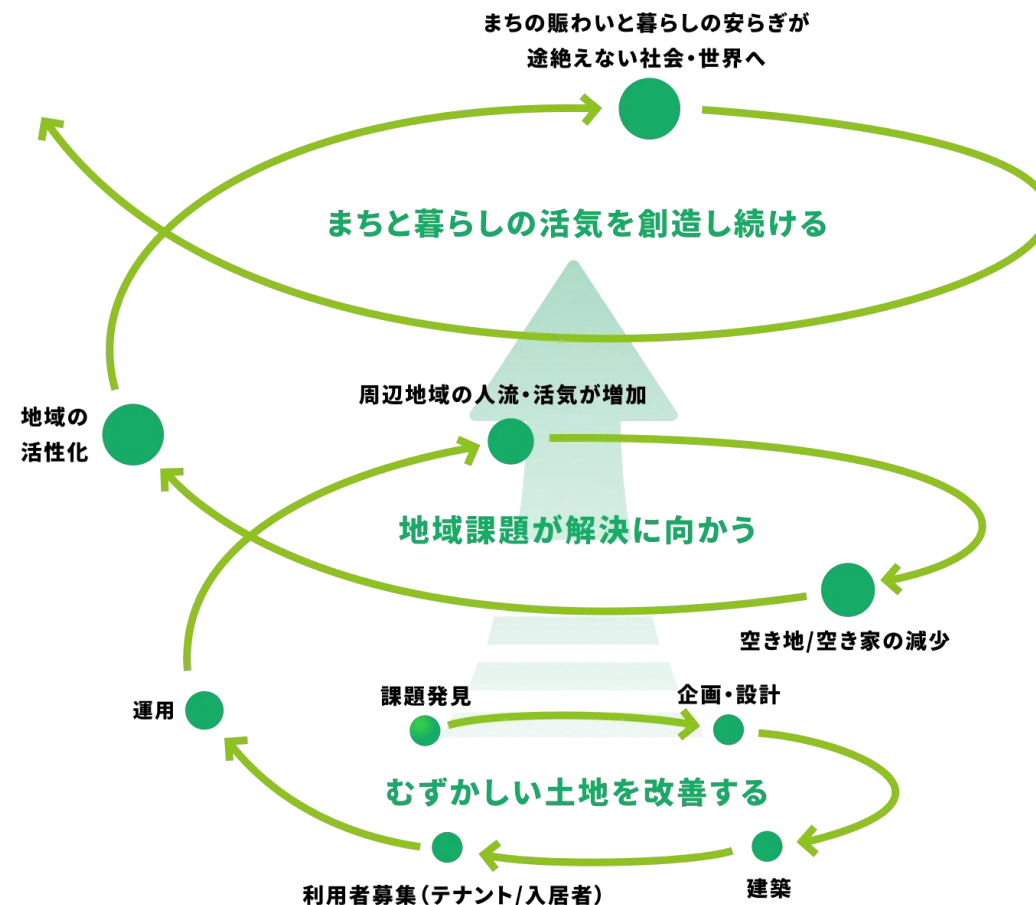 まちの賑わいと暮らしの安らぎが
途絶えない社会・世界へ
まちと暮らしの活気を創造し続ける
周辺地域の人流・活気が増加
地域の
活性化
地域課題が解決に向かう
空き地/空き家の減少
課題発見
企画・設計
運用
むずかしい土地を改善する
利用者募集(テナント/入居者)
建築